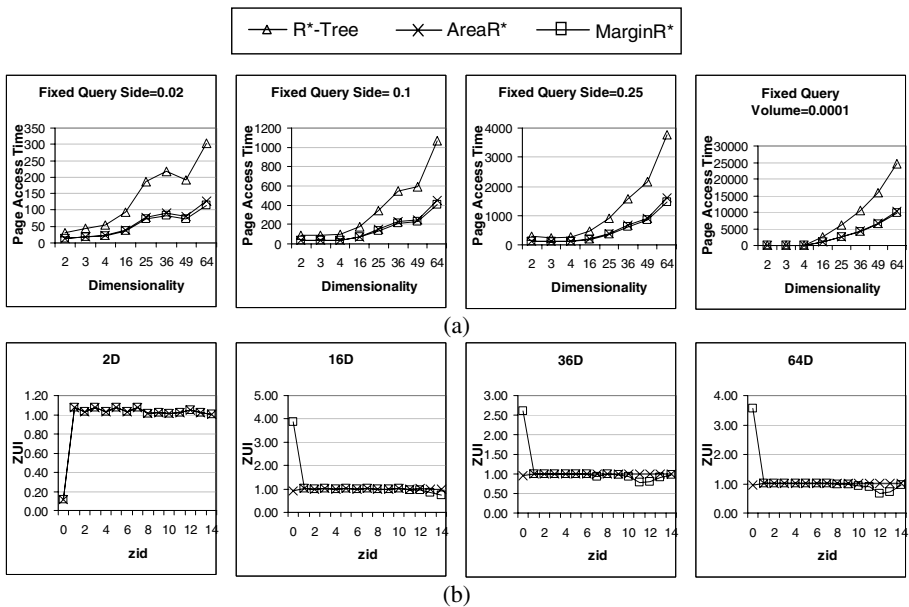 R*-Tree AreaR* MarginR*
Fixed Query Side=0.02
Page Access Time
350
300
250
200
150
100
50
0
2 3 4 16 25 36 49 64
Dimensionality
Fixed Query Side= 0.1
Page Access Time
1200
1000
800
600
400
200
0
2 3 4 16 25 36 49 64
Dimensionality
Fixed Query Side=0.25
Page Access Time
4000
3000
2000
1000
0
2 3 4 16 25 36 49 64
Dimensionality
Fixed Query
Volume=0.0001
Page Access Time
30000
25000
20000
15000
10000
5000
0
2 3 4 16 25 36 49 64
Dimensionality
(a)
2D
ZUI
1.20
1.00
0.80
0.60
0.40
0.20
0.00
0 2 4 6 8 10 12 14
zid
16D
ZUI
5.00
4.00
3.00
2.00
1.00
0.00
0 2 4 6 8 10 12 14
zid
36D
ZUI
3.00
2.50
2.00
1.50
1.00
0.50
0.00
0 2 4 6 8 10 12 14
zid
64D
ZUI
4.00
3.00
2.00
1.00
0.00
0 2 4 6 8 10 12 14
zid
(b)